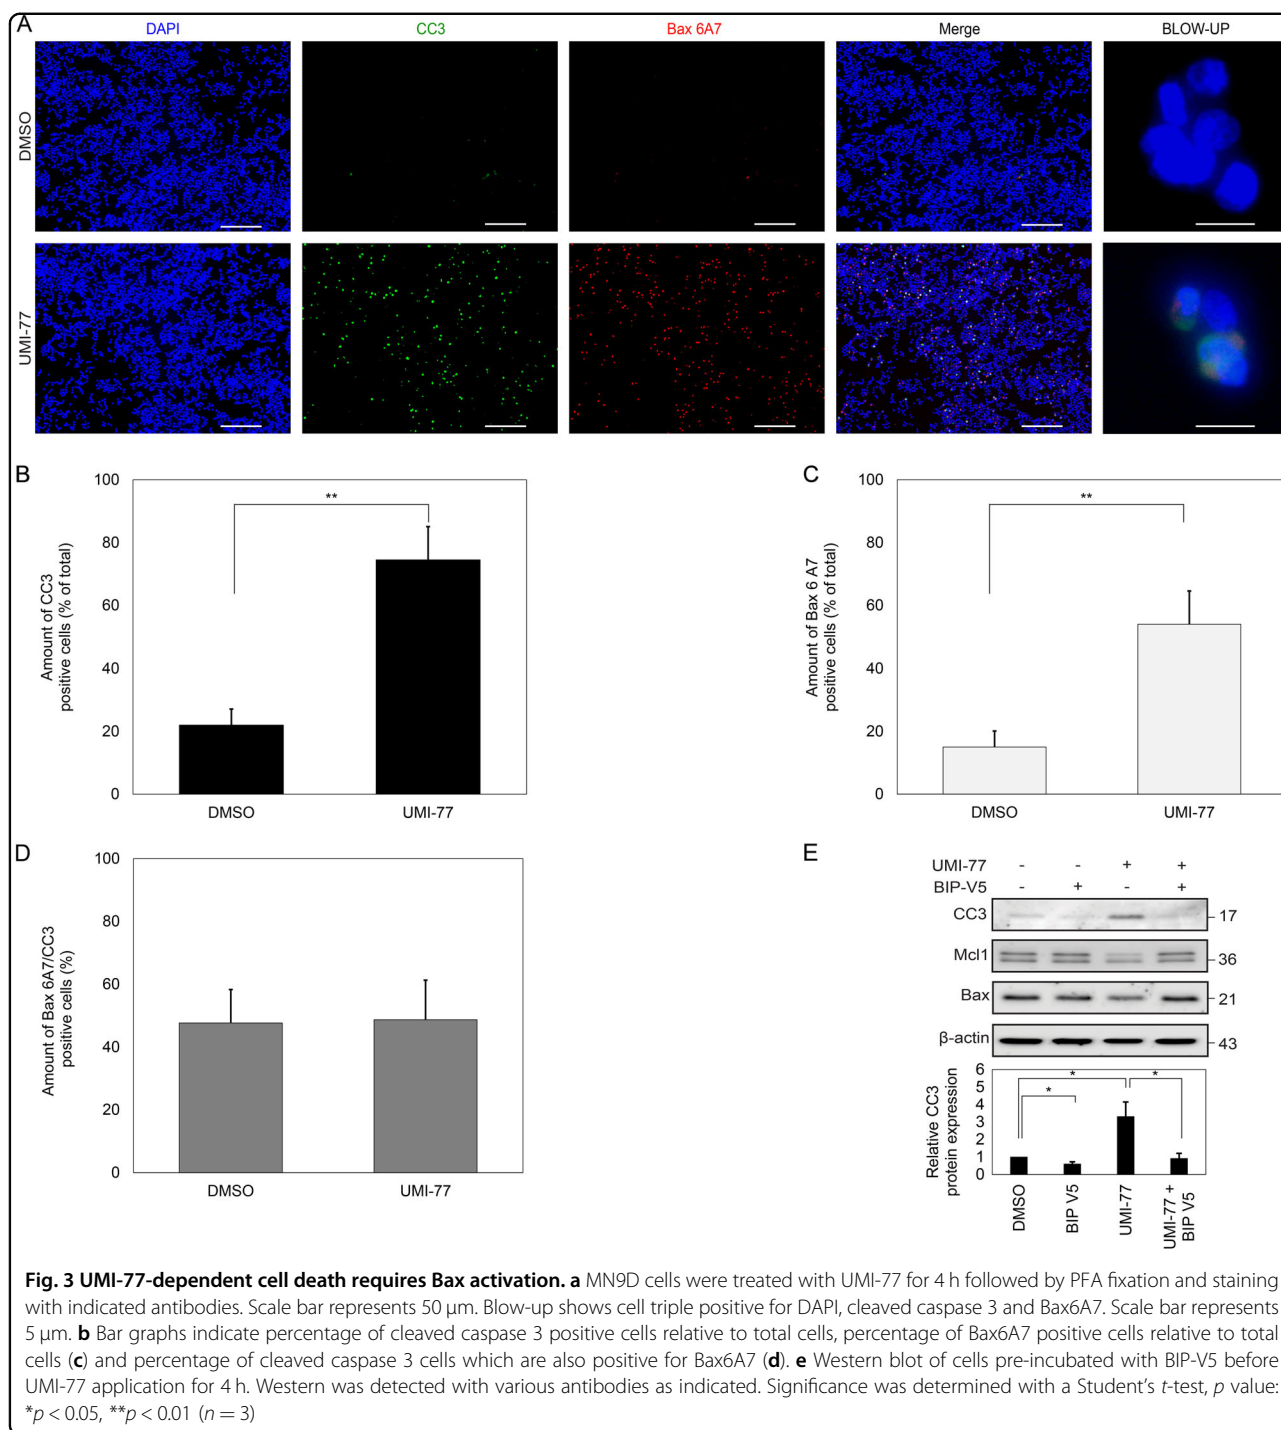 A
DAPI
CC3
Bax 6A7
Merge
BLOW-UP
DMSO
UMI-77
B
100
80
60
40
20
0
Amount of CC3
positive cells (% of total)
**
DMSO
UMI-77
C
100
80
60
40
20
0
Amount of Bax 6 A7
positive cells (% of total)
**
DMSO
UMI-77
D
100
80
60
40
20
0
Amount of Bax 6A7/CC3
positive cells (%)
DMSO
UMI-77
E
UMI-77 - - + +
BIP-V5 - + - +
CC3 17
Mcl1 36
Bax 21
β-actin 43
Relative CC3
protein expression
6
5
4
3
2
1
0
* * *
DMSO
BIP V5
UMI-77
UMI-77 +
BIP V5
Fig. 3 UMI-77-dependent cell death requires Bax activation. a MN9D cells were treated with UMI-77 for 4 h followed by PFA fixation and staining
with indicated antibodies. Scale bar represents 50 μm. Blow-up shows cell triple positive for DAPI, cleaved caspase 3 and Bax6A7. Scale bar represents
5 μm. b Bar graphs indicate percentage of cleaved caspase 3 positive cells relative to total cells, percentage of Bax6A7 positive cells relative to total
cells (c) and percentage of cleaved caspase 3 cells which are also positive for Bax6A7 (d). e Western blot of cells pre-incubated with BIP-V5 before
UMI-77 application for 4 h. Western was detected with various antibodies as indicated. Significance was determined with a Student's t-test, p value:
*p < 0.05, **p < 0.01 (n = 3)